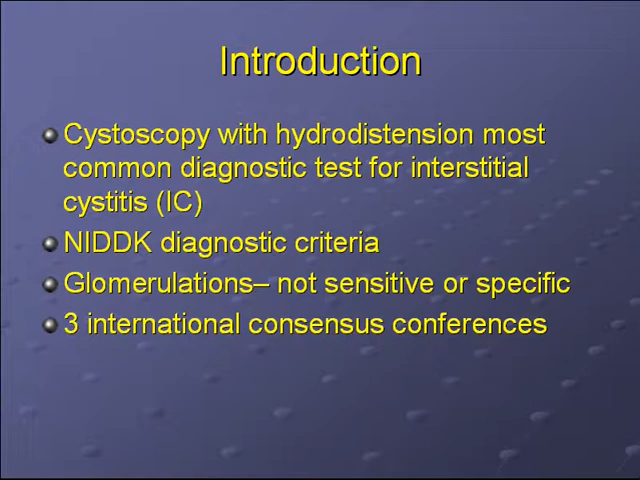 Introduction
Cystoscopy with hydrodistension most
common diagnostic test for interstitial
cystitis (IC)
NIDDK diagnostic criteria
Glomerulations– not sensitive or specific
3 international consensus conferences